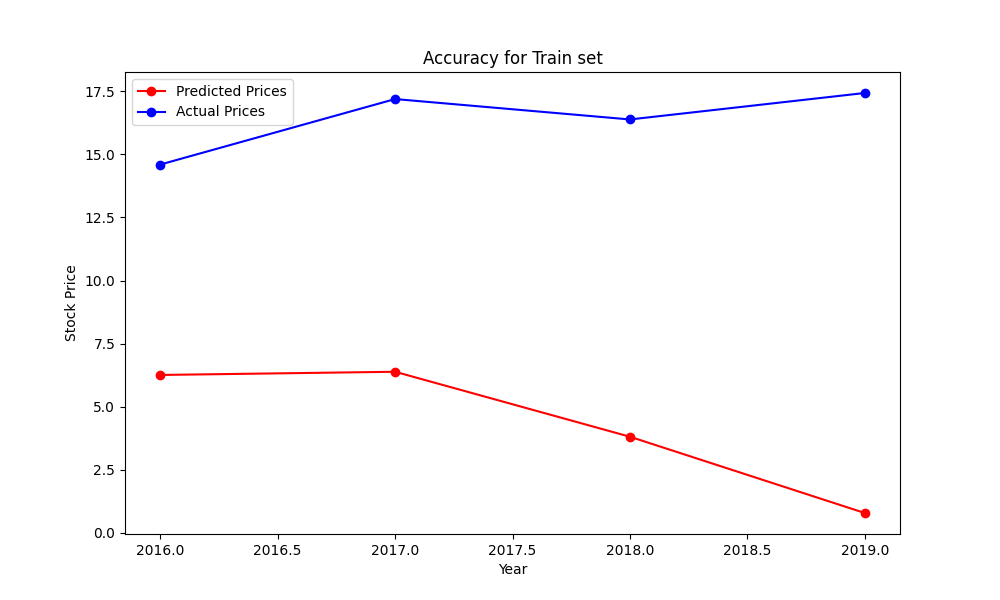 Accuracy for Train set
Predicted Prices
Actual Prices
17.5
15.0
12.5
10.0
7.5
5.0
2.5
0.0
Stock Price
2016.0 2016.5 2017.0 2017.5 2018.0 2018.5 2019.0
Year